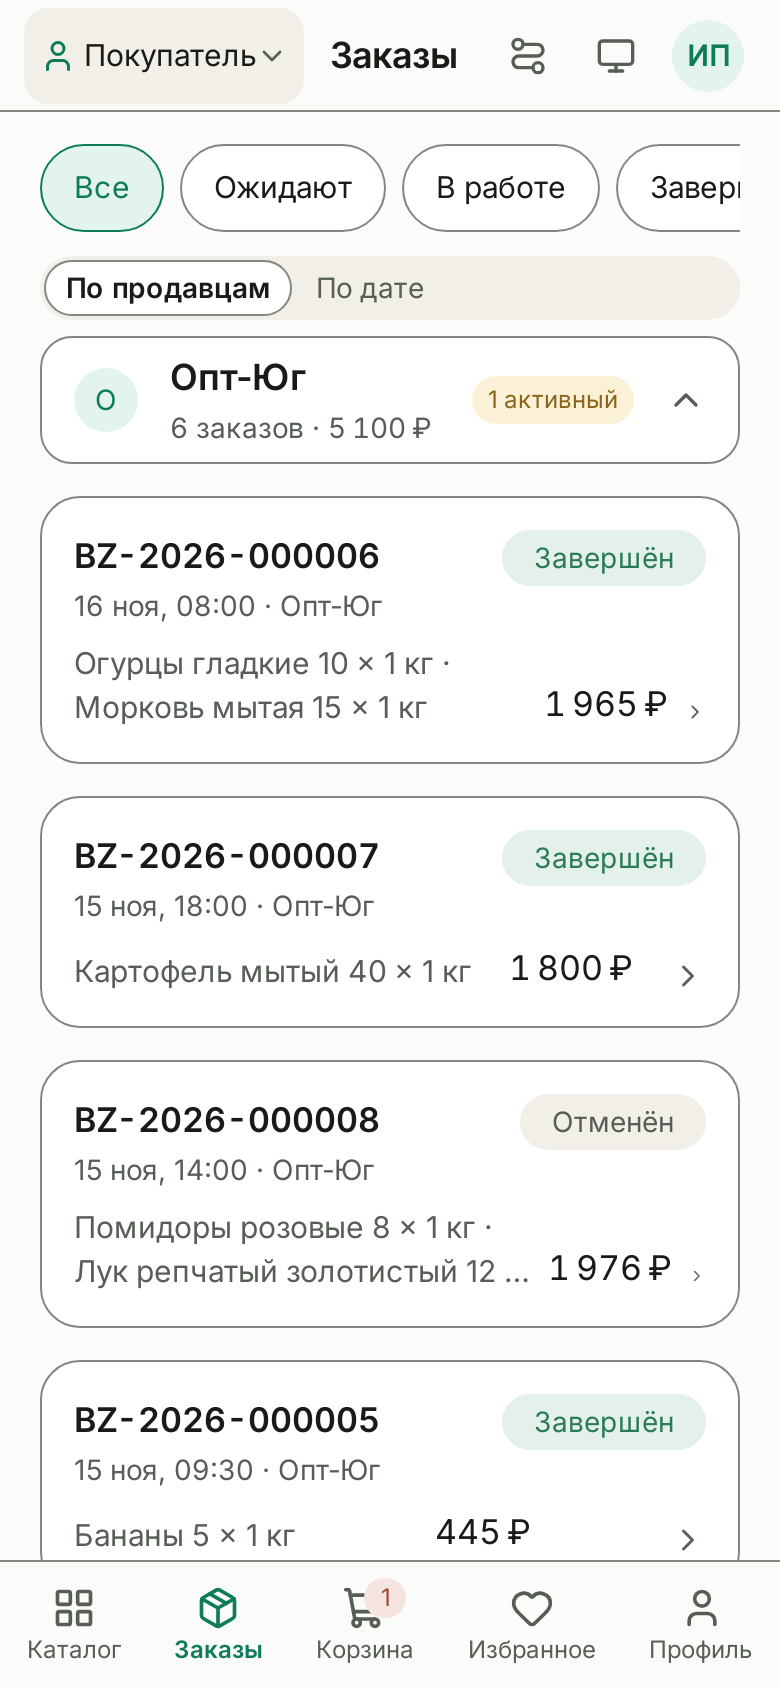 Покупатель
Заказы
ИП
Все
Ожидают
В работе
По продавцам
По дате
О
Опт-Юг
6 заказов · 5 100 ₽
1 активный
BZ-2026-000006
Завершён
16 ноя, 08:00 · Опт-Юг
Огурцы гладкие 10 × 1 кг ·
Морковь мытая 15 × 1 кг
1 965 ₽
BZ-2026-000007
Завершён
15 ноя, 18:00 · Опт-Юг
Картофель мытый 40 × 1 кг
1 800 ₽
BZ-2026-000008
Отменён
15 ноя, 14:00 · Опт-Юг
Помидоры розовые 8 × 1 кг ·
Лук репчатый золотистый 12 ...
1 976 ₽
BZ-2026-000005
Завершён
15 ноя, 09:30 · Опт-Юг
Бананы 5 × 1 кг
445 ₽
1
Каталог
Заказы
Корзина
Избранное
Профиль